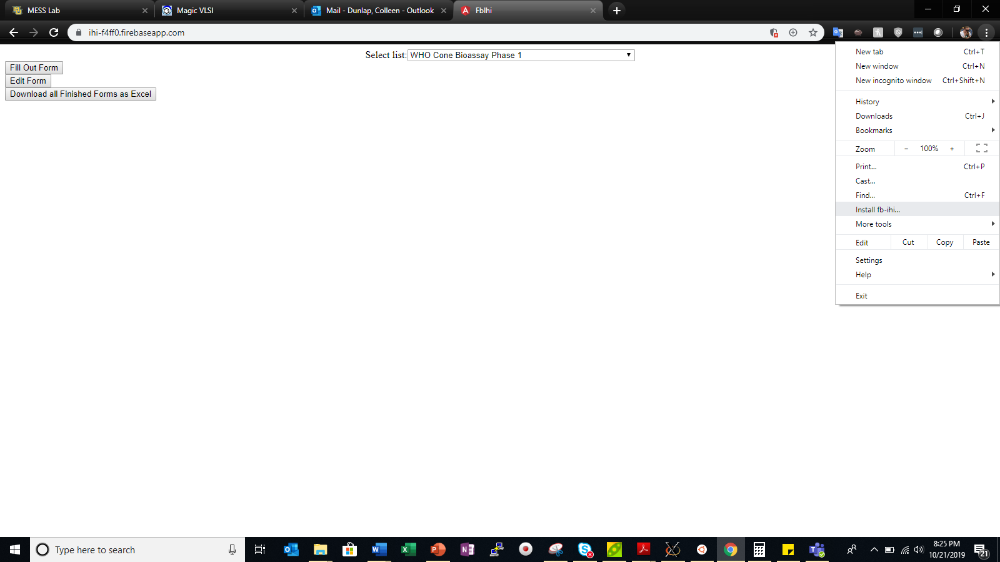 MESS Lab
Magic VLSI
Mail - Dunlap, Colleen - Outlook
FbIhi
ihi-f4ff0.firebaseapp.com
Select list: WHO Cone Bioassay Phase 1
Fill Out Form
Edit Form
Download all Finished Forms as Excel
New tab Ctrl+T
New window Ctrl+N
New incognito window Ctrl+Shift+N
History
Downloads Ctrl+J
Bookmarks
Zoom - 100% +
Print... Ctrl+P
Cast...
Find... Ctrl+F
Install fb-ihi...
More tools
Edit Cut Copy Paste
Settings
Help
Exit
Type here to search
8:25 PM
10/21/2019
21